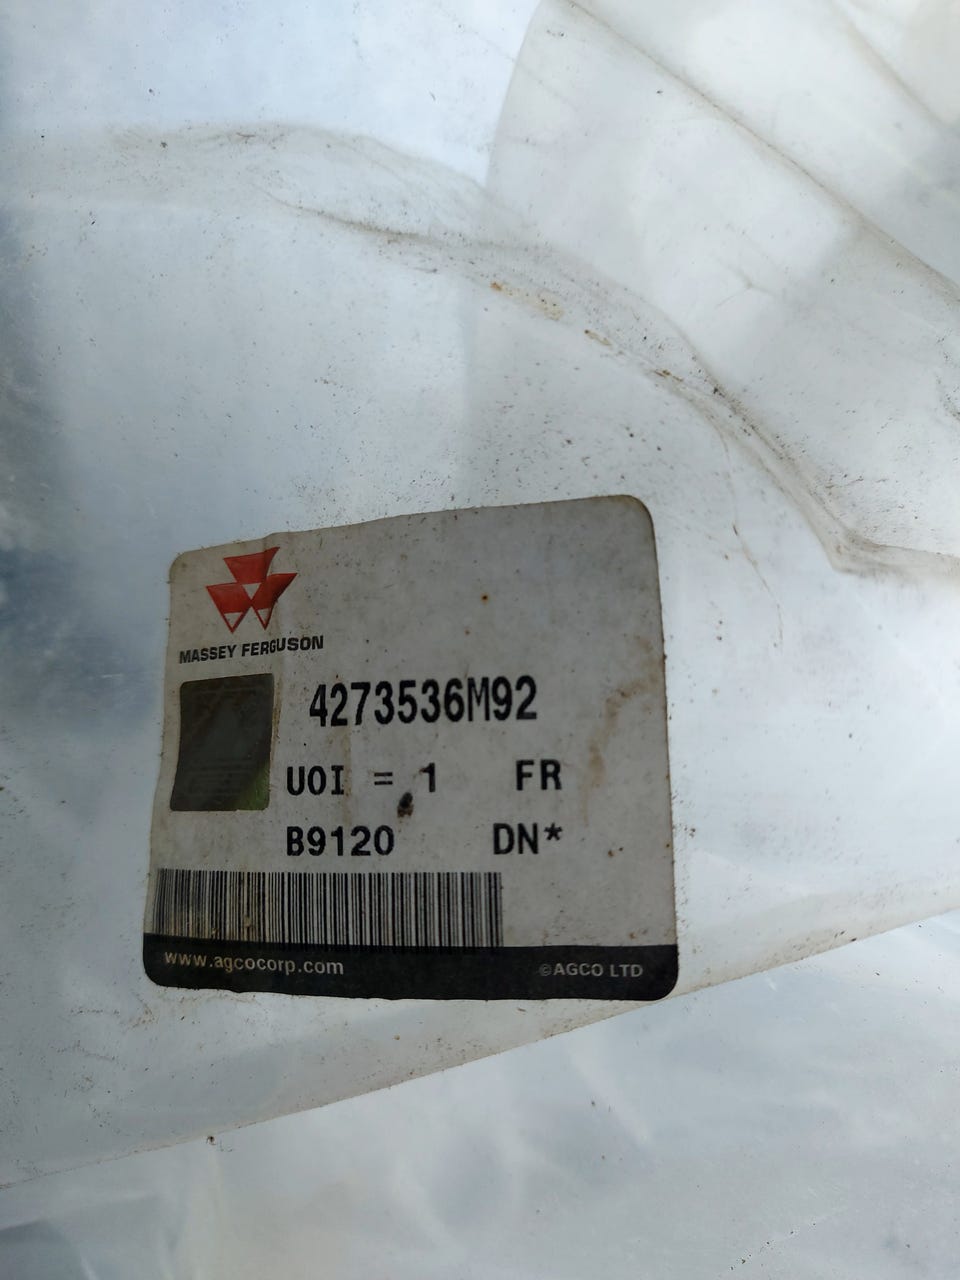 MASSEY FERGUSON
4273536M92
UOI = 1 FR
B9120 DN*
www.agcocorp.com ©AGCO LTD